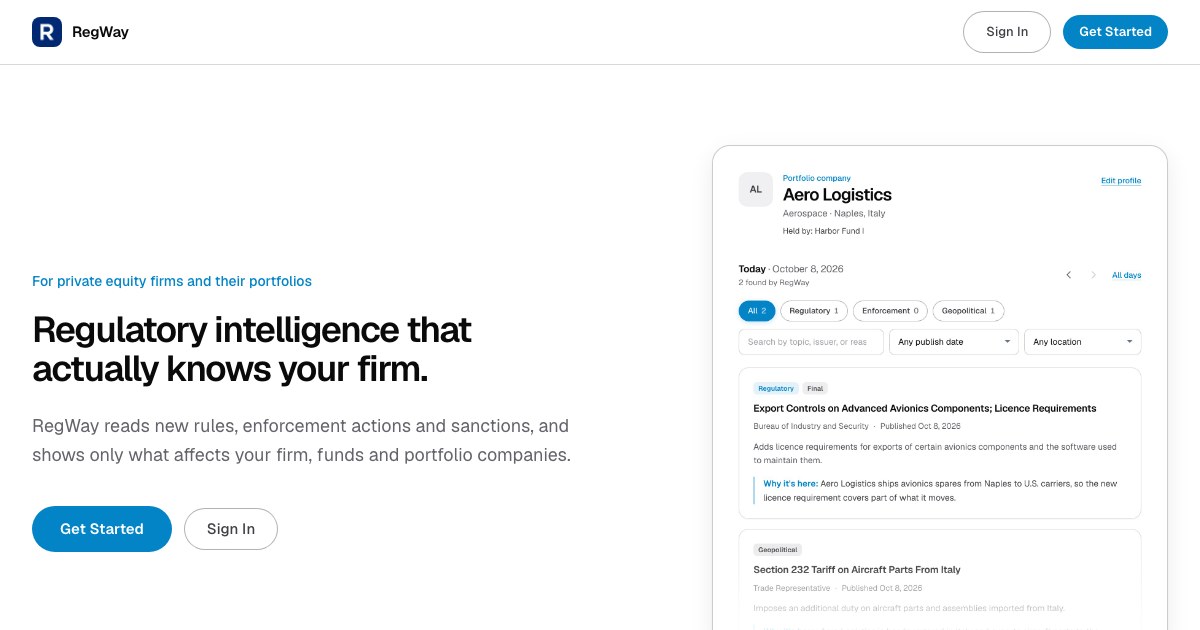 R RegWay
Sign In
Get Started
For private equity firms and their portfolios
Regulatory intelligence that
actually knows your firm.
RegWay reads new rules, enforcement actions and sanctions, and
shows only what affects your firm, funds and portfolio companies.
Get Started
Sign In
AL
Portfolio company
Aero Logistics
Aerospace · Naples, Italy
Held by: Harbor Fund I
Edit profile
Today · October 8, 2026
2 found by RegWay
All days
All 2
Regulatory 1
Enforcement 0
Geopolitical 1
Search by topic, issuer, or reas
Any publish date
Any location
Regulatory Final
Export Controls on Advanced Avionics Components; Licence Requirements
Bureau of Industry and Security · Published Oct 8, 2026
Adds licence requirements for exports of certain avionics components and the software used
to maintain them.
Why it's here: Aero Logistics ships avionics spares from Naples to U.S. carriers, so the new
licence requirement covers part of what it moves.
Geopolitical
Section 232 Tariff on Aircraft Parts From Italy
Trade Representative · Published Oct 8, 2026
Imposes an additional duty on aircraft parts and assemblies imported from Italy.